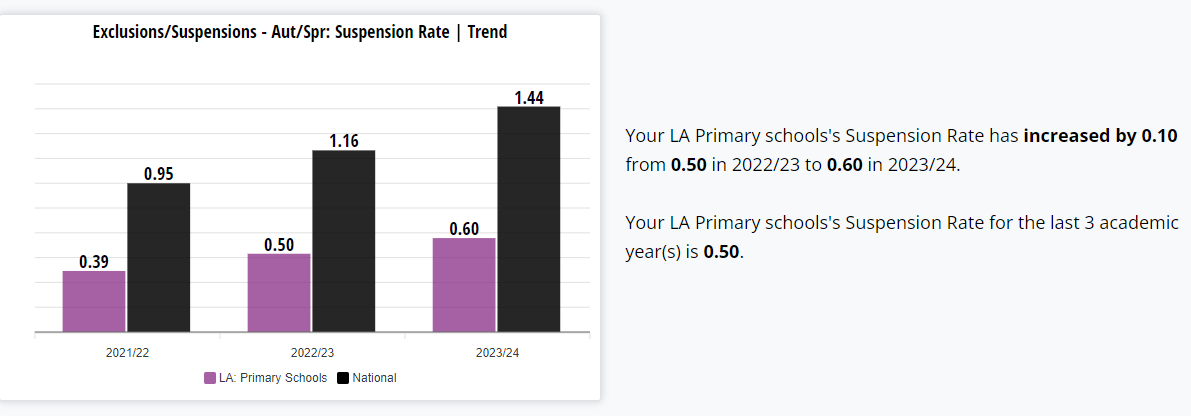 Exclusions/Suspensions - Aut/Spr: Suspension Rate | Trend
1.44
1.16
0.95
0.60
0.50
0.39
2021/22 2022/23 2023/24
LA: Primary Schools National
Your LA Primary schools's Suspension Rate has increased by 0.10
from 0.50 in 2022/23 to 0.60 in 2023/24.
Your LA Primary schools's Suspension Rate for the last 3 academic
year(s) is 0.50.